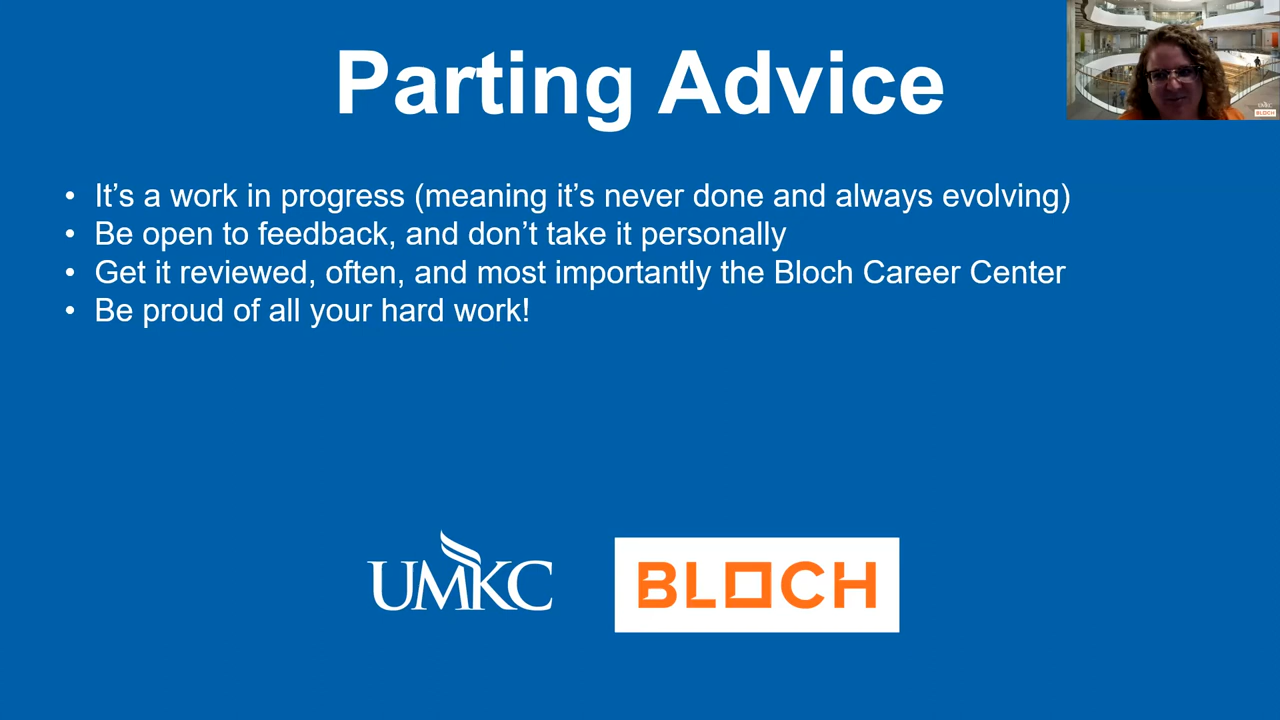 Parting Advice
• It’s a work in progress (meaning it’s never done and always evolving)
• Be open to feedback, and don’t take it personally
• Get it reviewed, often, and most importantly the Bloch Career Center
• Be proud of all your hard work!
UMKC
BLOCH
UMKC
BLOCH